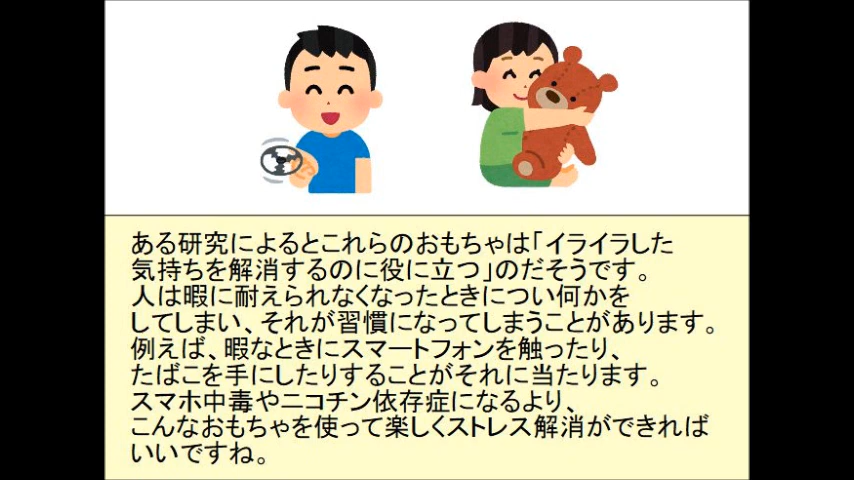 ある研究によるとこれらのおもちゃは「イライラした
気持ちを解消するのに役に立つ」のだそうです。
人は暇に耐えられなくなったときについ何かを
してしまい、それが習慣になってしまうことがあります。
例えば、暇なときにスマートフォンを触ったり、
たばこを手にしたりすることがそれに当たります。
スマホ中毒やニコチン依存症になるより、
こんなおもちゃを使って楽しくストレス解消ができれば
いいですね。